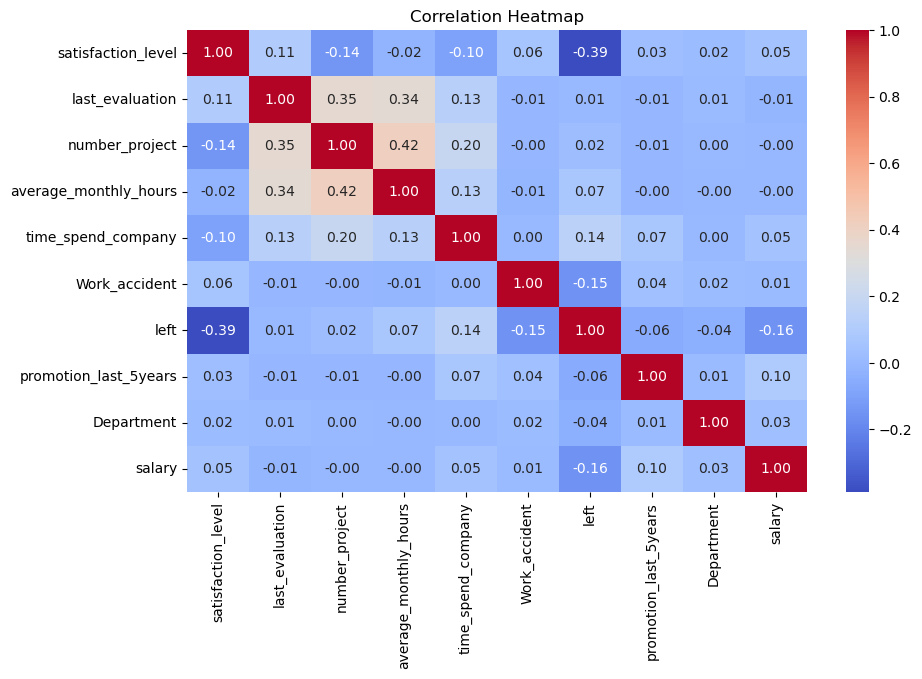 Correlation Heatmap
satisfaction_level 1.00 0.11 -0.14 -0.02 -0.10 0.06 -0.39 0.03 0.02 0.05
last_evaluation 0.11 1.00 0.35 0.34 0.13 -0.01 0.01 -0.01 0.01 -0.01
number_project -0.14 0.35 1.00 0.42 0.20 -0.00 0.02 -0.01 0.00 -0.00
average_monthly_hours -0.02 0.34 0.42 1.00 0.13 -0.01 0.07 -0.00 -0.00 -0.00
time_spend_company -0.10 0.13 0.20 0.13 1.00 0.00 0.14 0.07 0.00 0.05
Work_accident 0.06 -0.01 -0.00 -0.01 0.00 1.00 -0.15 0.04 0.02 0.01
left -0.39 0.01 0.02 0.07 0.14 -0.15 1.00 -0.06 -0.04 -0.16
promotion_last_5years 0.03 -0.01 -0.01 -0.00 0.07 0.04 -0.06 1.00 0.01 0.10
Department 0.02 0.01 0.00 -0.00 0.00 0.02 -0.04 0.01 1.00 0.03
salary 0.05 -0.01 -0.00 -0.00 0.05 0.01 -0.16 0.10 0.03 1.00
satisfaction_level
last_evaluation
number_project
average_monthly_hours
time_spend_company
Work_accident
left
promotion_last_5years
Department
salary
1.0
0.8
0.6
0.4
0.2
0.0
−0.2